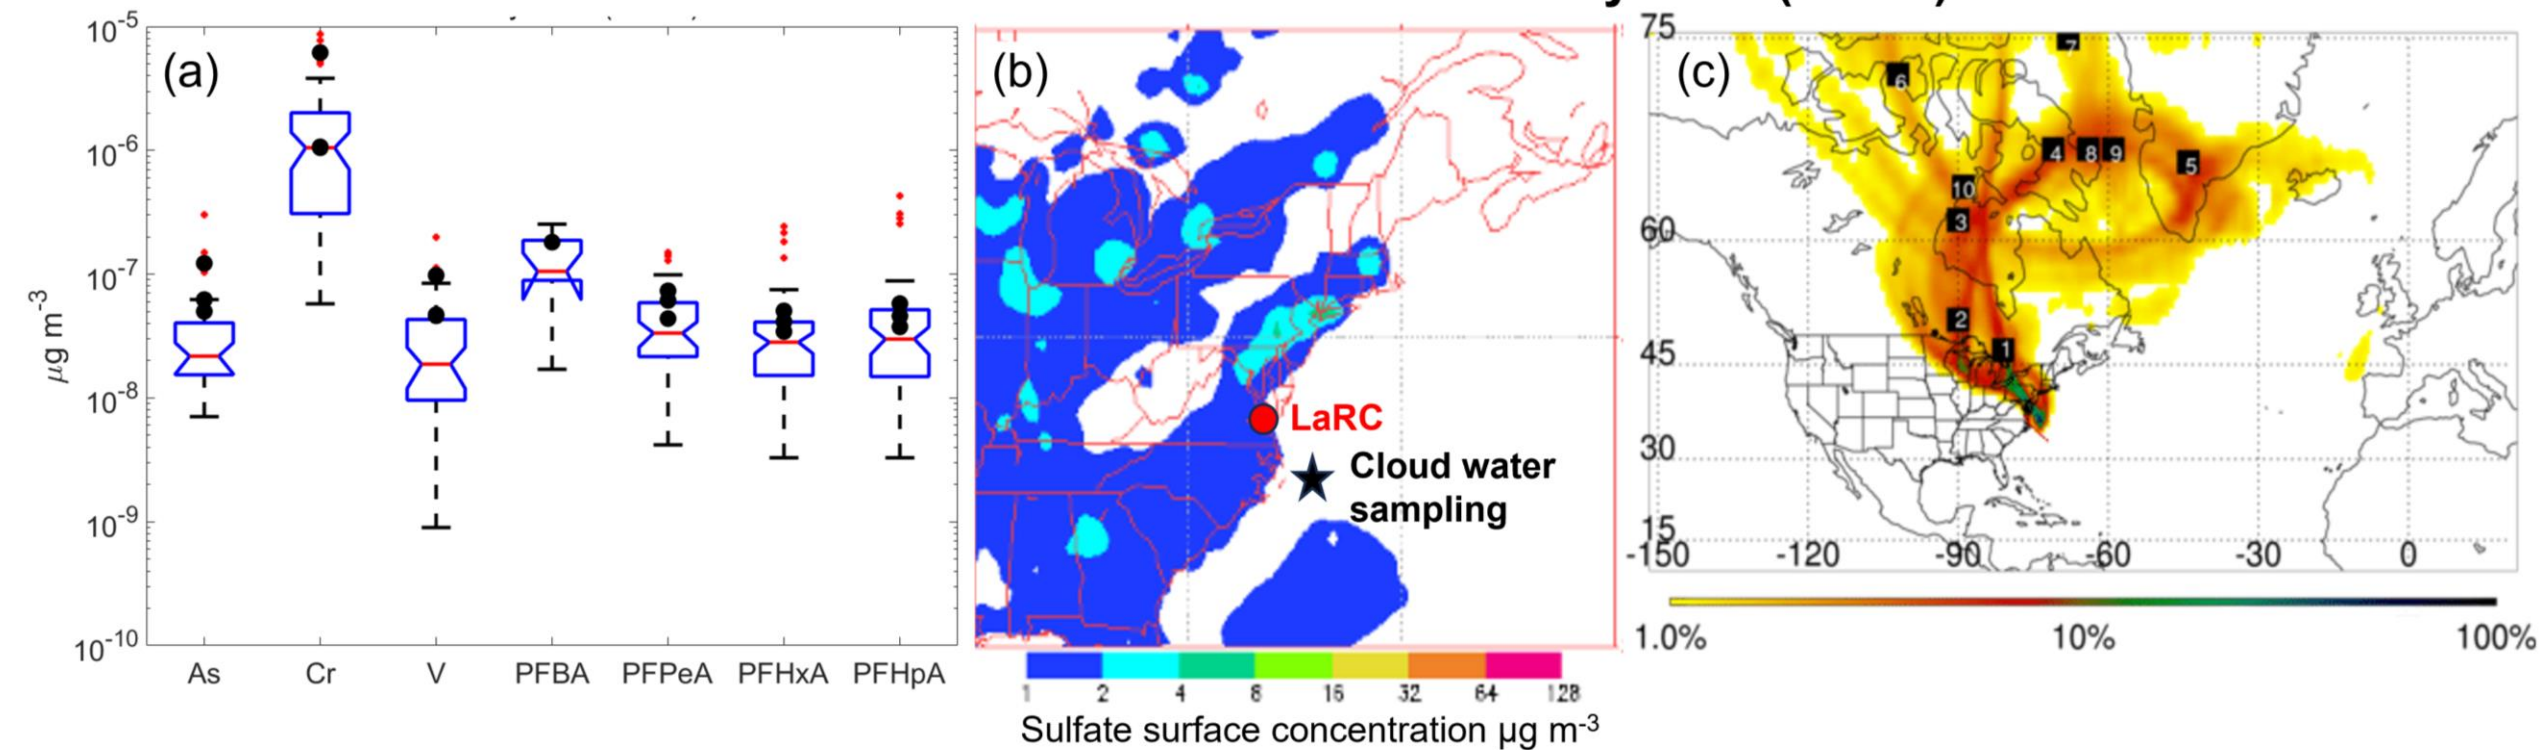 (a)
10-5
10-6
10-7
10-8
10-9
10-10
μg m-3
As Cr V PFBA PFPeA PFHxA PFHpA
(b)
LaRC
Cloud water
sampling
1 2 4 8 16 32 64 128
Sulfate surface concentration μg m-3
(c)
75
60
45
30
15
7
6
4 8 9
5
10
3
2
1
-150 -120 -90 -60 -30 0
1.0% 10% 100%